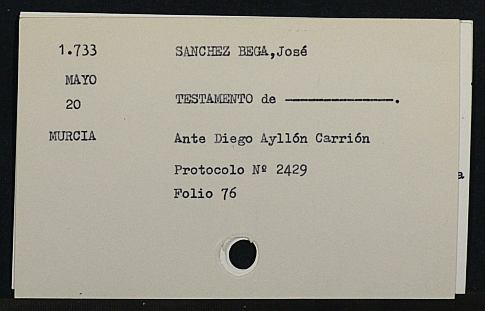 1.733 SANCHEZ BEGA,José
MAYO
20 TESTAMENTO de ------------.
MURCIA Ante Diego Ayllón Carrión
Protocolo Nº 2429
Folio 76
a